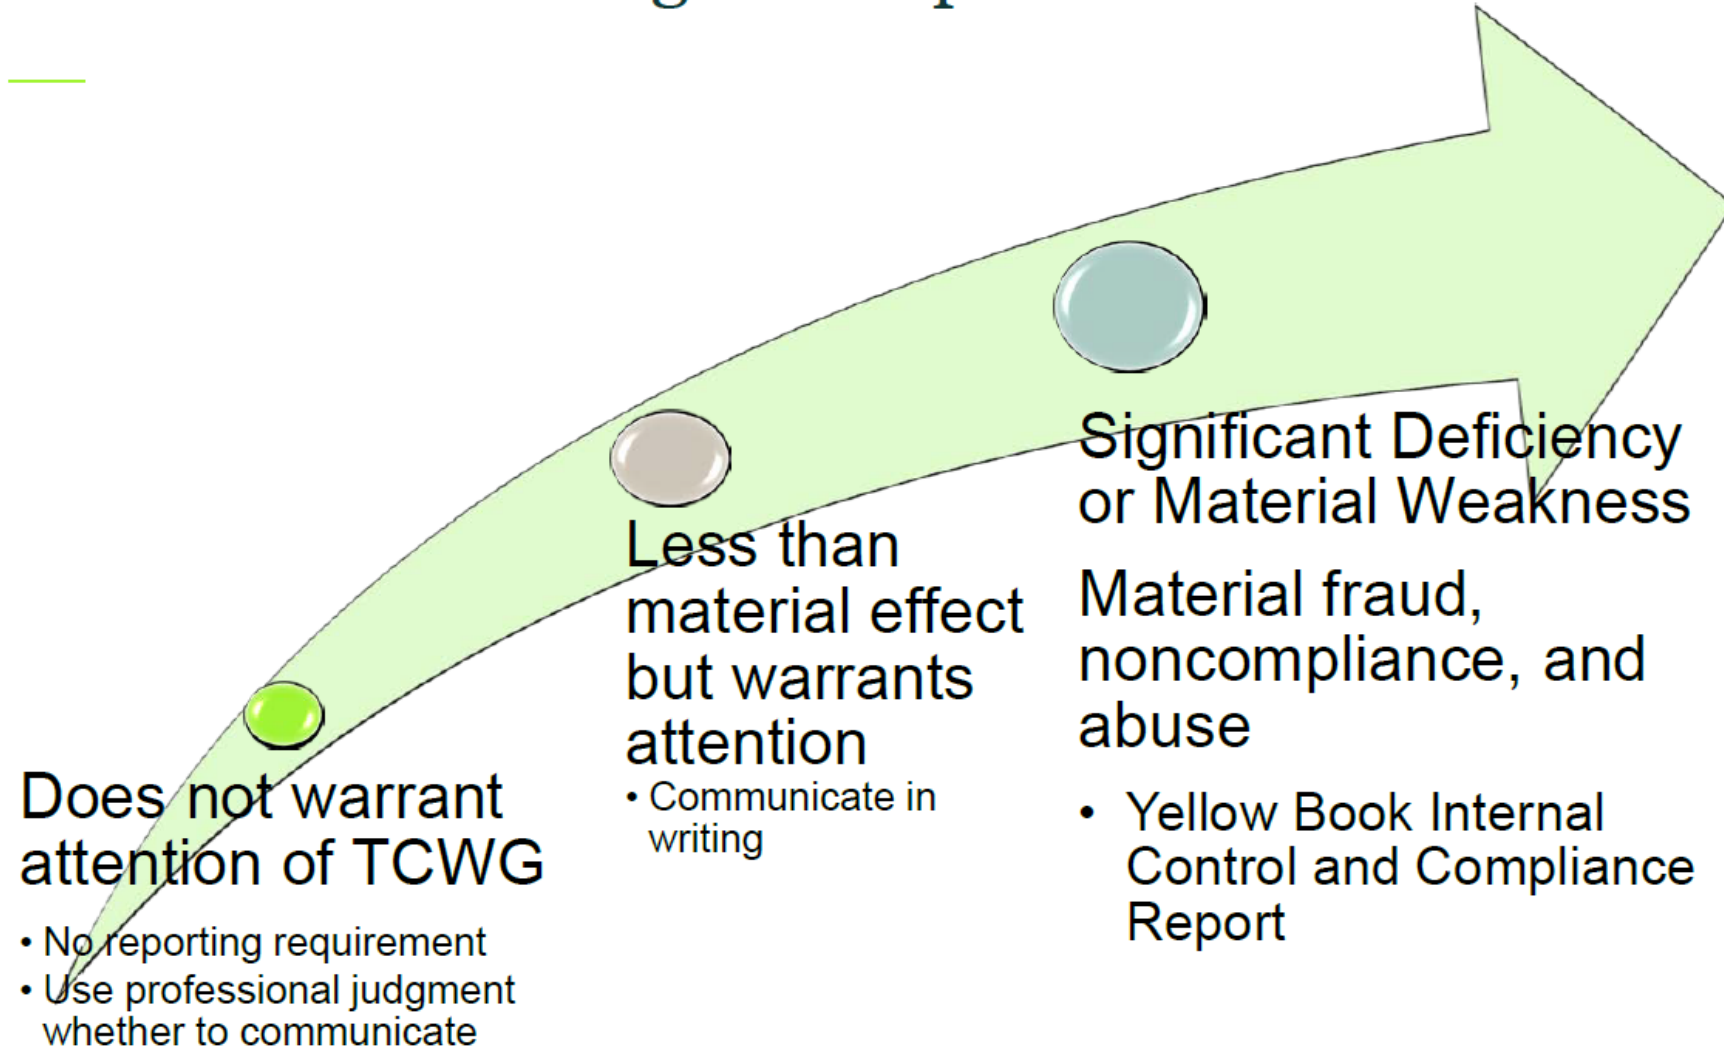 Does not warrant
attention of TCWG
• No reporting requirement
• Use professional judgment
whether to communicate
Less than
material effect
but warrants
attention
• Communicate in
writing
Significant Deficiency
or Material Weakness
Material fraud,
noncompliance, and
abuse
• Yellow Book Internal
Control and Compliance
Report